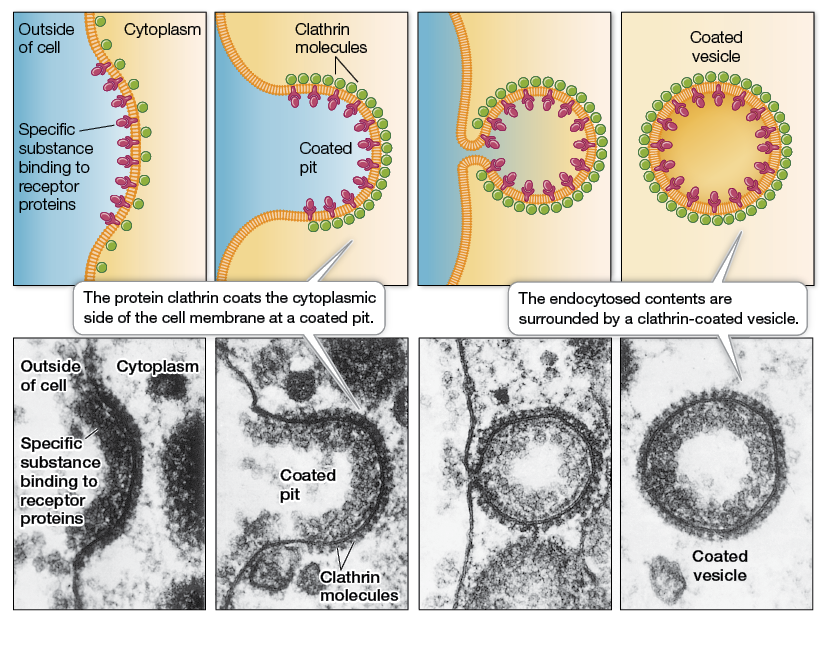 Outside
of cell
Cytoplasm
Specific
substance
binding to
receptor
proteins
Clathrin
molecules
Coated
pit
Coated
vesicle
The protein clathrin coats the cytoplasmic
side of the cell membrane at a coated pit.
The endocytosed contents are
surrounded by a clathrin-coated vesicle.
Outside
of cell
Cytoplasm
Specific
substance
binding to
receptor
proteins
Coated
pit
Clathrin
molecules
Coated
vesicle